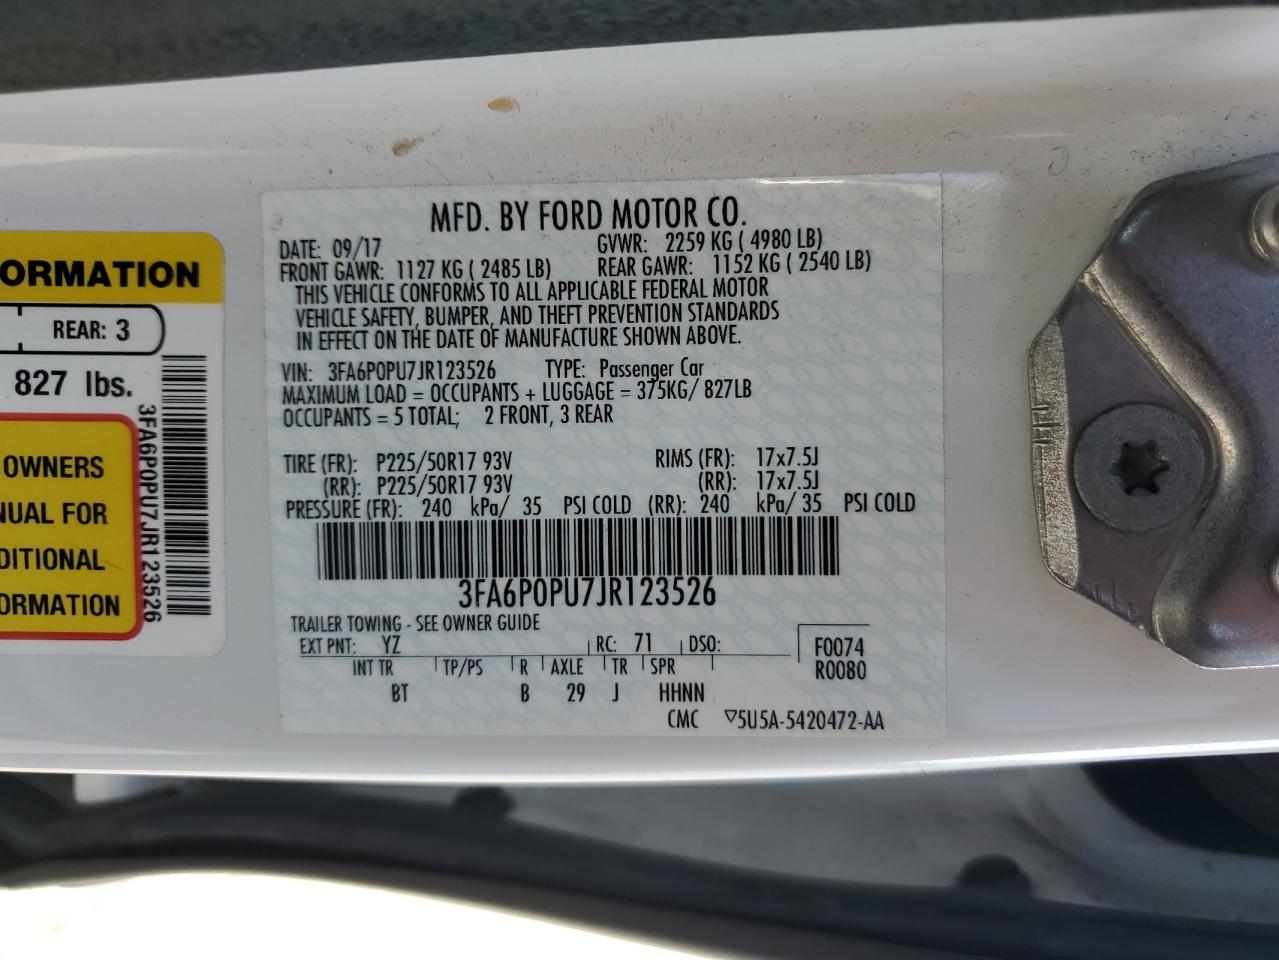 ORMATION
REAR: 3
827 lbs.
OWNERS
NUAL FOR
DITIONAL
ORMATION
3FA6P0PU7JR123526
MFD. BY FORD MOTOR CO.
DATE: 09/17 GVWR: 2259 KG ( 4980 LB)
FRONT GAWR: 1127 KG ( 2485 LB) REAR GAWR: 1152 KG ( 2540 LB)
THIS VEHICLE CONFORMS TO ALL APPLICABLE FEDERAL MOTOR
VEHICLE SAFETY, BUMPER, AND THEFT PREVENTION STANDARDS
IN EFFECT ON THE DATE OF MANUFACTURE SHOWN ABOVE.
VIN: 3FA6P0PU7JR123526 TYPE: Passenger Car
MAXIMUM LOAD = OCCUPANTS + LUGGAGE = 375KG/ 827LB
OCCUPANTS = 5 TOTAL; 2 FRONT, 3 REAR
TIRE (FR): P225/50R17 93V RIMS (FR): 17x7.5J
(RR): P225/50R17 93V (RR): 17x7.5J
PRESSURE (FR): 240 kPa/ 35 PSI COLD (RR): 240 kPa/ 35 PSI COLD
3FA6P0PU7JR123526
TRAILER TOWING - SEE OWNER GUIDE
EXT PNT: YZ RC: 71 DSO: F0074
INT TR TP/PS R AXLE TR SPR R0080
BT B 29 J HHNN
CMC ▽5U5A-5420472-AA